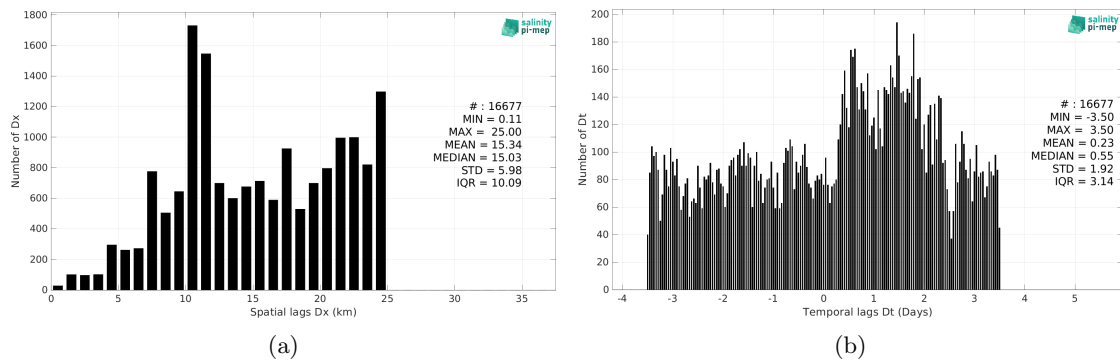 1800
1600
1400
1200
1000
800
600
400
200
0
Number of Dx
0 5 10 15 20 25 30 35
Spatial lags Dx (km)
salinity
pi-mep
# : 16677
MIN = 0.11
MAX = 25.00
MEAN = 15.34
MEDIAN = 15.03
STD = 5.98
IQR = 10.09
(a)
200
180
160
140
120
100
80
60
40
20
0
Number of Dt
-4 -3 -2 -1 0 1 2 3 4 5
Temporal lags Dt (Days)
salinity
pi-mep
# : 16677
MIN = -3.50
MAX = 3.50
MEAN = 0.23
MEDIAN = 0.55
STD = 1.92
IQR = 3.14
(b)